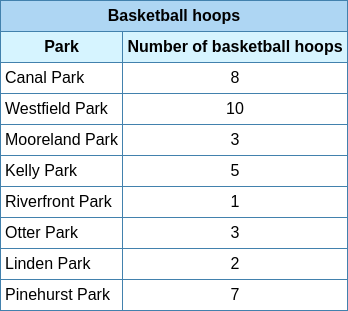 Basketball hoops
Park Number of basketball hoops
Canal Park 8
Westfield Park 10
Mooreland Park 3
Kelly Park 5
Riverfront Park 1
Otter Park 3
Linden Park 2
Pinehurst Park 7